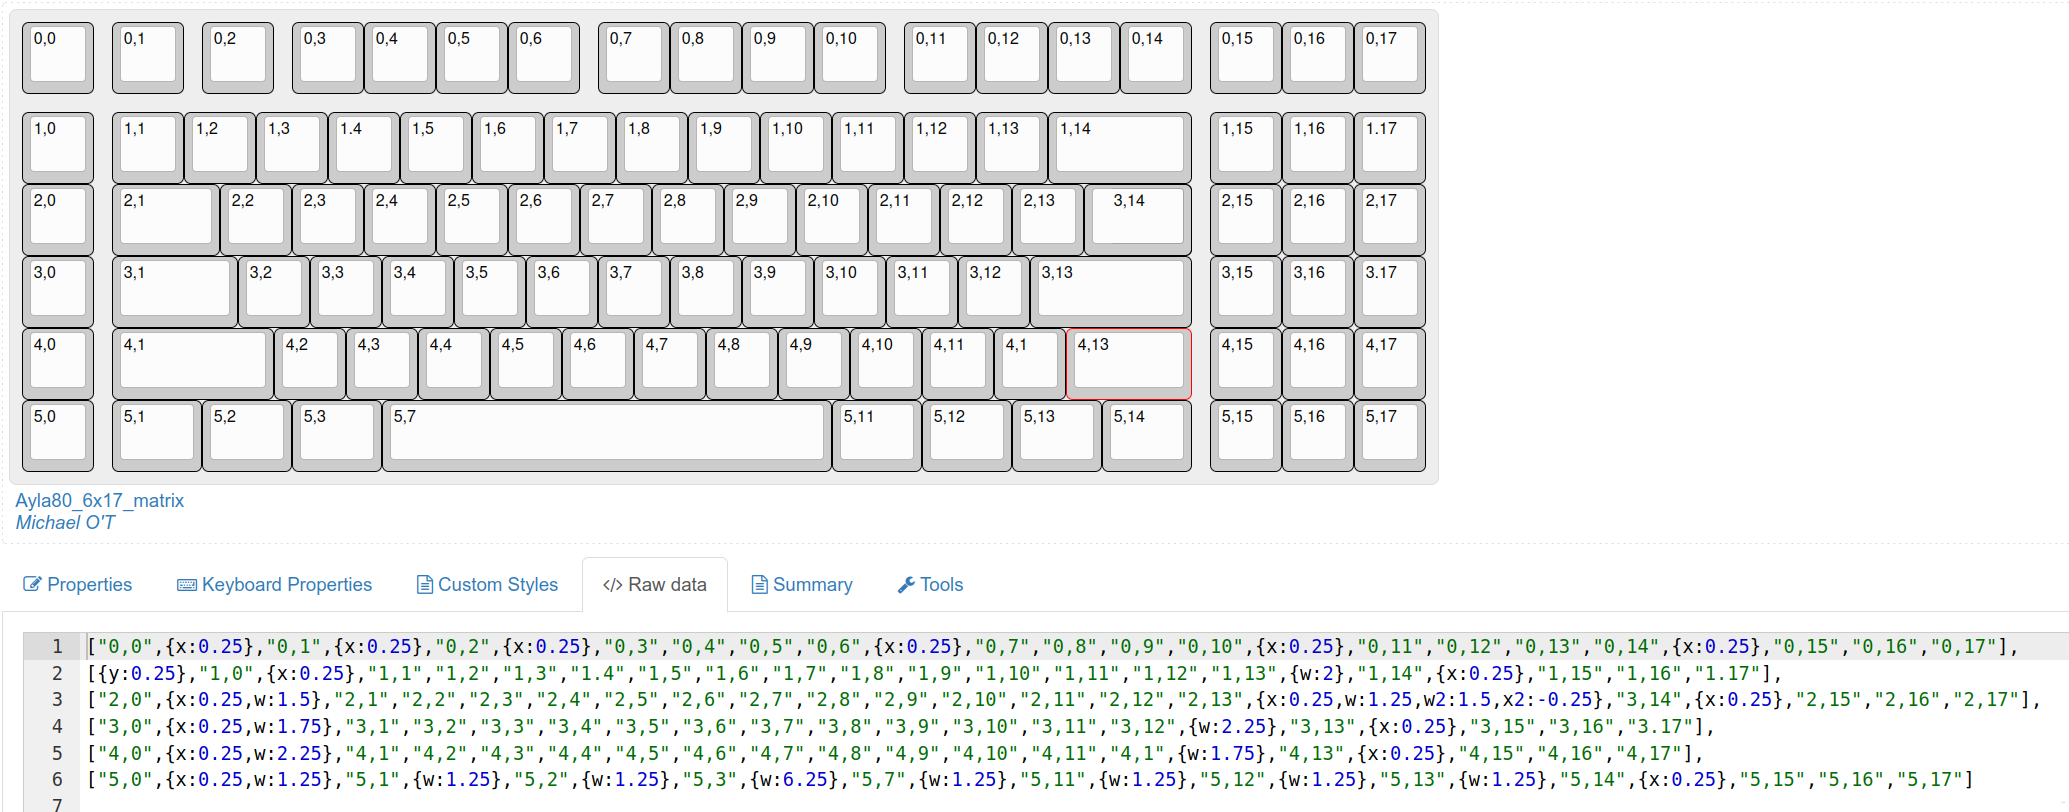 0,0 0,1 0,2 0,3 0,4 0,5 0,6 0,7 0,8 0,9 0,10 0,11 0,12 0,13 0,14 0,15 0,16 0,17
1,0 1,1 1,2 1,3 1.4 1,5 1,6 1,7 1,8 1,9 1,10 1,11 1,12 1,13 1,14 1,15 1,16 1.17
2,0 2,1 2,2 2,3 2,4 2,5 2,6 2,7 2,8 2,9 2,10 2,11 2,12 2,13 3,14 2,15 2,16 2,17
3,0 3,1 3,2 3,3 3,4 3,5 3,6 3,7 3,8 3,9 3,10 3,11 3,12 3,13 3,15 3,16 3.17
4,0 4,1 4,2 4,3 4,4 4,5 4,6 4,7 4,8 4,9 4,10 4,11 4,1 4,13 4,15 4,16 4,17
5,0 5,1 5,2 5,3 5,7 5,11 5,12 5,13 5,14 5,15 5,16 5,17
Ayla80_6x17_matrix
Michael O'T
Properties Keyboard Properties Custom Styles </> Raw data Summary Tools
1 ["0,0",{x:0.25},"0,1",{x:0.25},"0,2",{x:0.25},"0,3","0,4","0,5","0,6",{x:0.25},"0,7","0,8","0,9","0,10",{x:0.25},"0,11","0,12","0,13","0,14",{x:0.25},"0,15","0,16","0,17"],
2 [{y:0.25},"1,0",{x:0.25},"1,1","1,2","1,3","1.4","1,5","1,6","1,7","1,8","1,9","1,10","1,11","1,12","1,13",{w:2},"1,14",{x:0.25},"1,15","1,16","1.17"],
3 ["2,0",{x:0.25,w:1.5},"2,1","2,2","2,3","2,4","2,5","2,6","2,7","2,8","2,9","2,10","2,11","2,12","2,13",{x:0.25,w:1.25,w2:1.5,x2:-0.25},"3,14",{x:0.25},"2,15","2,16","2,17"],
4 ["3,0",{x:0.25,w:1.75},"3,1","3,2","3,3","3,4","3,5","3,6","3,7","3,8","3,9","3,10","3,11","3,12",{w:2.25},"3,13",{x:0.25},"3,15","3,16","3.17"],
5 ["4,0",{x:0.25,w:2.25},"4,1","4,2","4,3","4,4","4,5","4,6","4,7","4,8","4,9","4,10","4,11","4,1",{w:1.75},"4,13",{x:0.25},"4,15","4,16","4,17"],
6 ["5,0",{x:0.25,w:1.25},"5,1",{w:1.25},"5,2",{w:1.25},"5,3",{w:6.25},"5,7",{w:1.25},"5,11",{w:1.25},"5,12",{w:1.25},"5,13",{w:1.25},"5,14",{x:0.25},"5,15","5,16","5,17"]
7